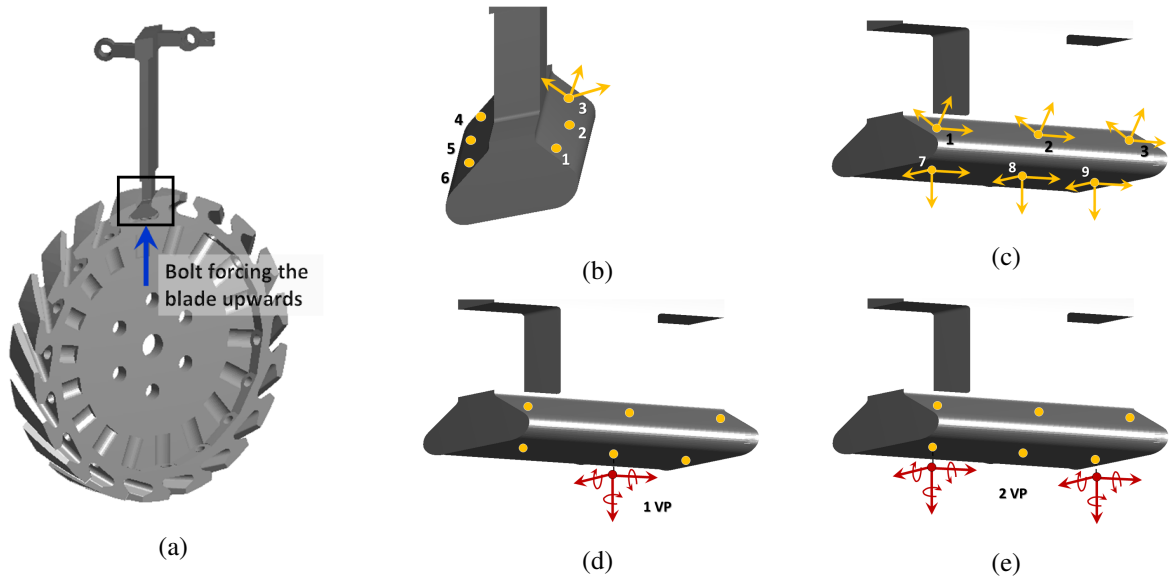 Bolt forcing the
blade upwards
(a)
4
5
6
3
2
1
(b)
1
2
3
7
8
9
(c)
1 VP
(d)
2 VP
(e)